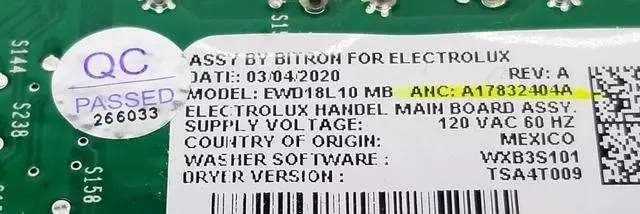 S144
S15
S238
S158
QC
PASSED
266033
ASSY BY BITRON FOR ELECTROLUX
DATE: 03/04/2020 REV: A
MODEL: EWD18L10 MB ANC: A17832404A
ELECTROLUX HANDEL MAIN BOARD ASSY.
SUPPLY VOLTAGE: 120 VAC 60 HZ
COUNTRY OF ORIGIN: MEXICO
WASHER SOFTWARE : WXB3S101
DRYER VERSION : TSA4T009